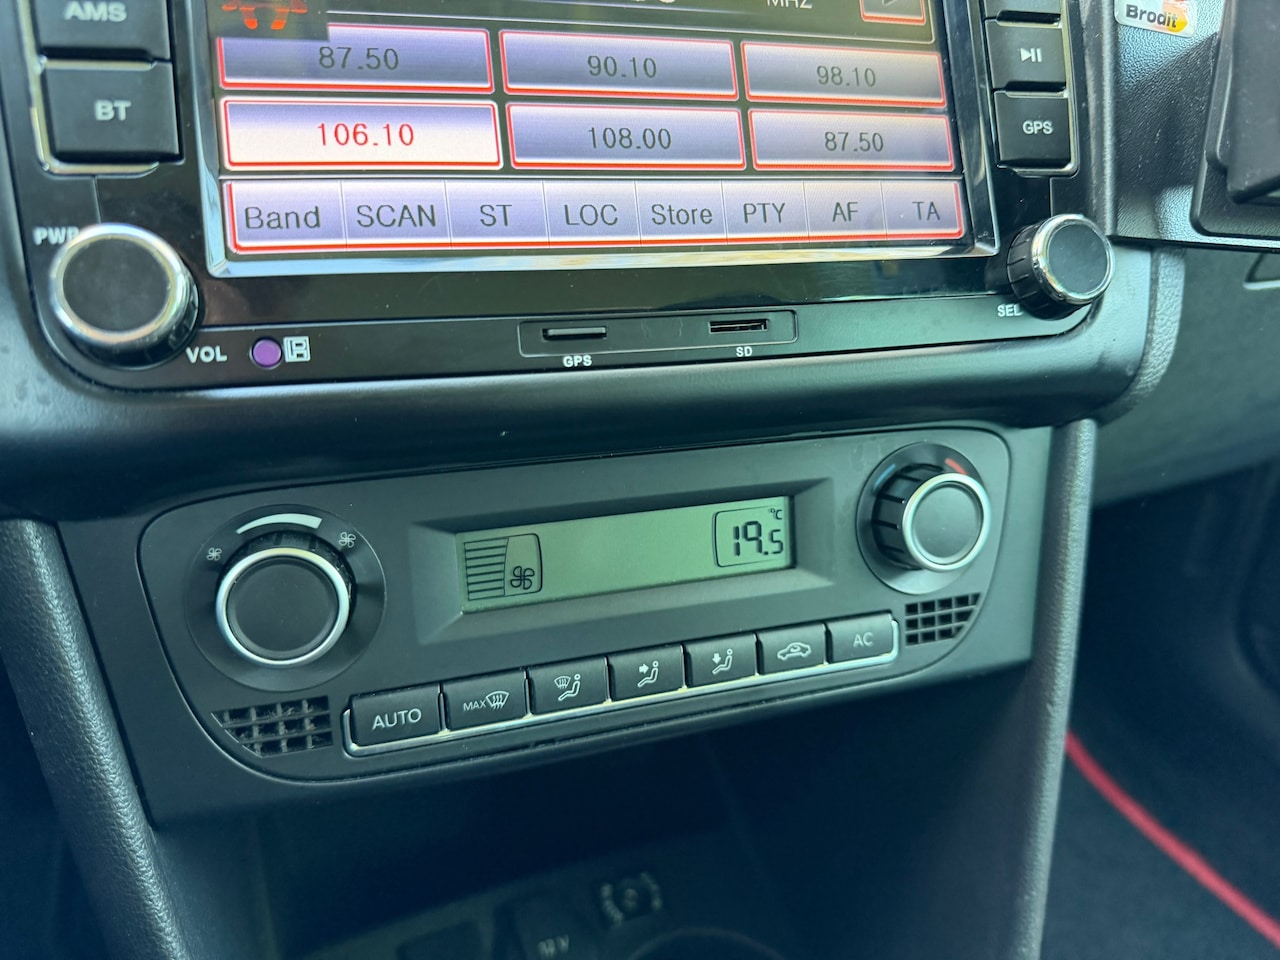 AMS
MHZ
Brodit
87.50
90.10
98.10
BT
GPS
106.10
108.00
87.50
Band
SCAN
ST
LOC
Store
PTY
AF
TA
PWR
SEL
VOL
GPS
SD
19.5
°C
AUTO
MAX
AC